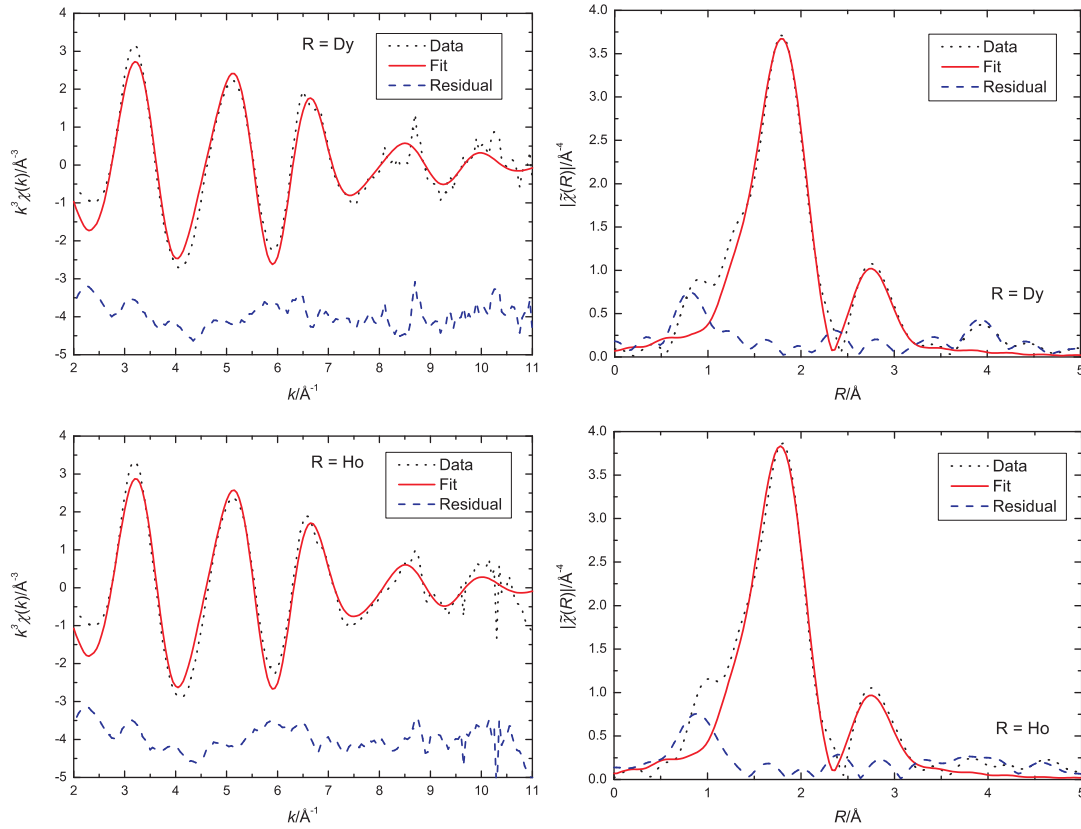 4
3
2
1
0
-1
-2
-3
-4
-5
k³χ(k)/Å⁻³
R = Dy
Data
Fit
Residual
2 3 4 5 6 7 8 9 10 11
k/Å⁻¹
4.0
3.5
3.0
2.5
2.0
1.5
1.0
0.5
0.0
|χ̃(R)|/Å⁻⁴
Data
Fit
Residual
R = Dy
0 1 2 3 4 5
R/Å
4
3
2
1
0
-1
-2
-3
-4
-5
k³χ(k)/Å⁻³
R = Ho
Data
Fit
Residual
2 3 4 5 6 7 8 9 10 11
k/Å⁻¹
4.0
3.5
3.0
2.5
2.0
1.5
1.0
0.5
0.0
|χ̃(R)|/Å⁻⁴
Data
Fit
Residual
R = Ho
0 1 2 3 4 5
R/Å